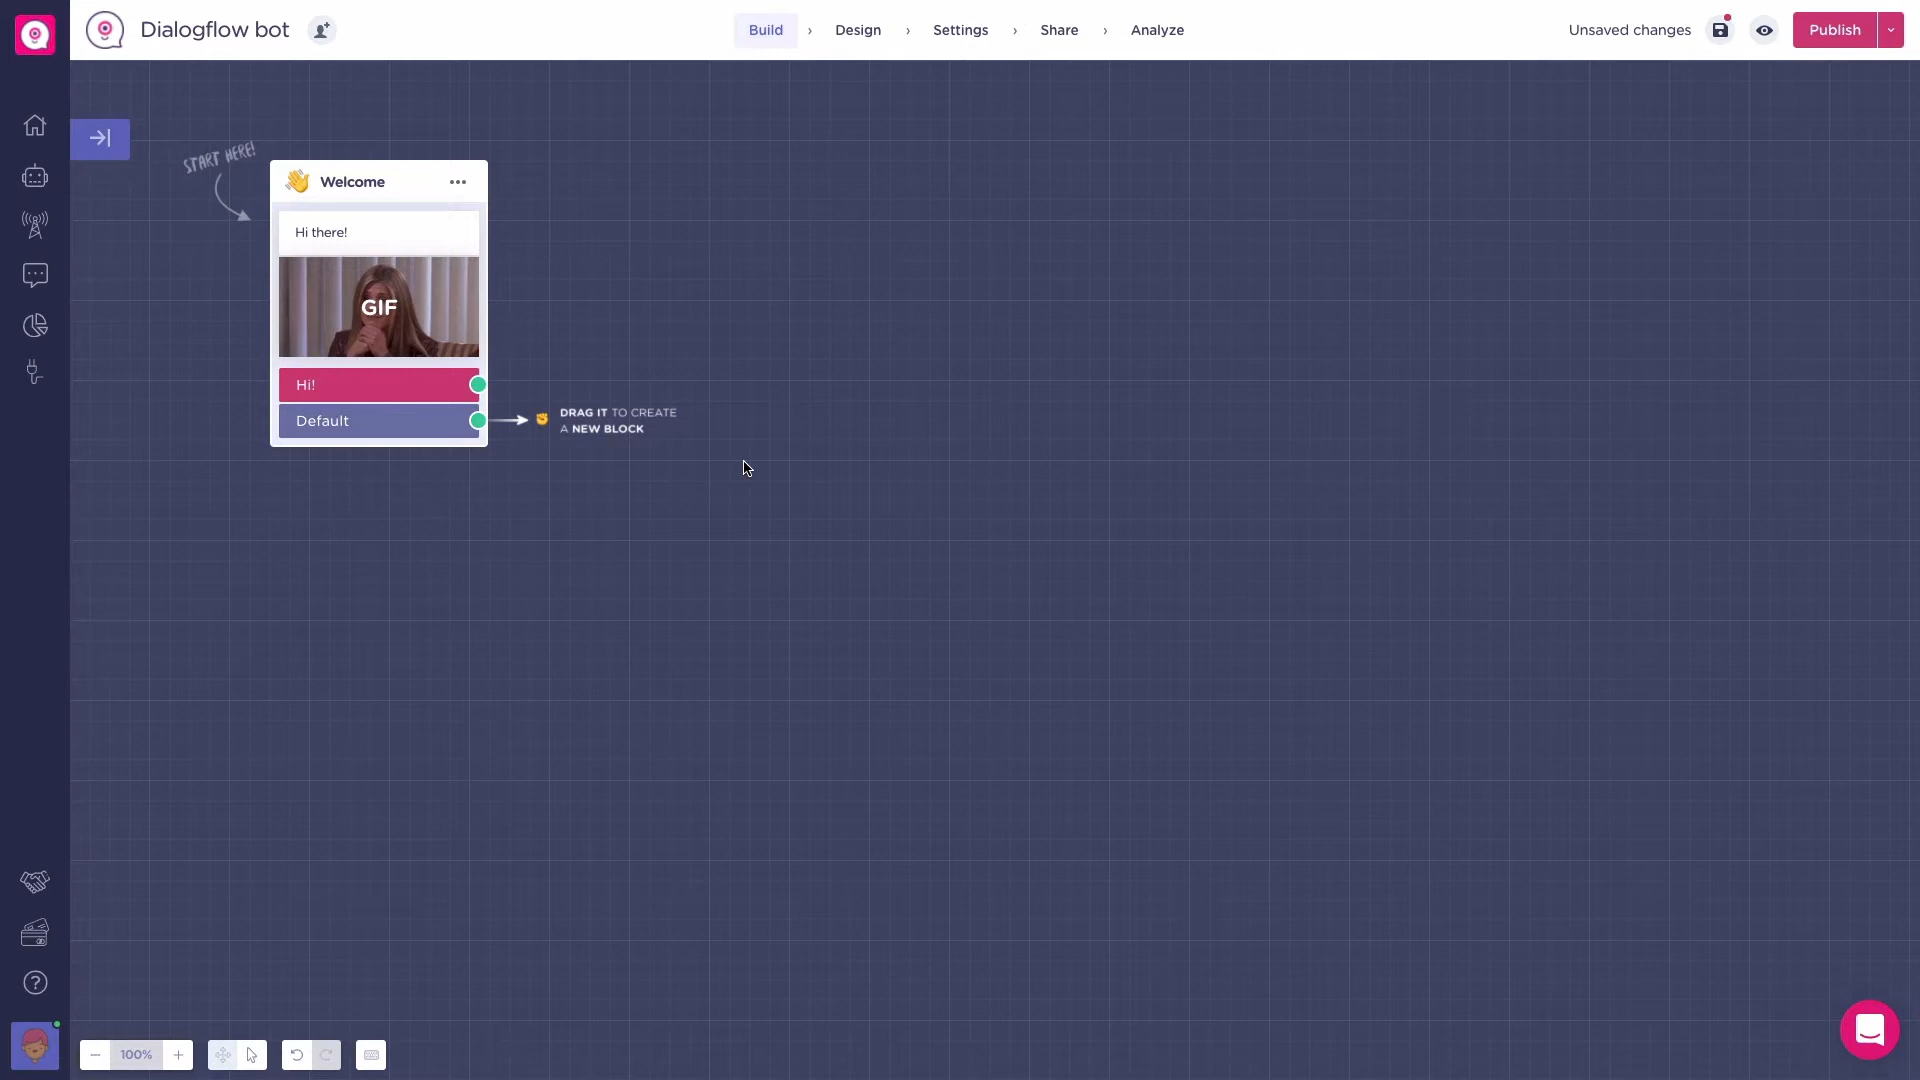 Dialogflow bot
Build
Design
Settings
Share
Analyze
Unsaved changes
Publish
START HERE!
Welcome
Hi there!
GIF
Hi!
Default
DRAG IT TO CREATE
A NEW BLOCK
100%